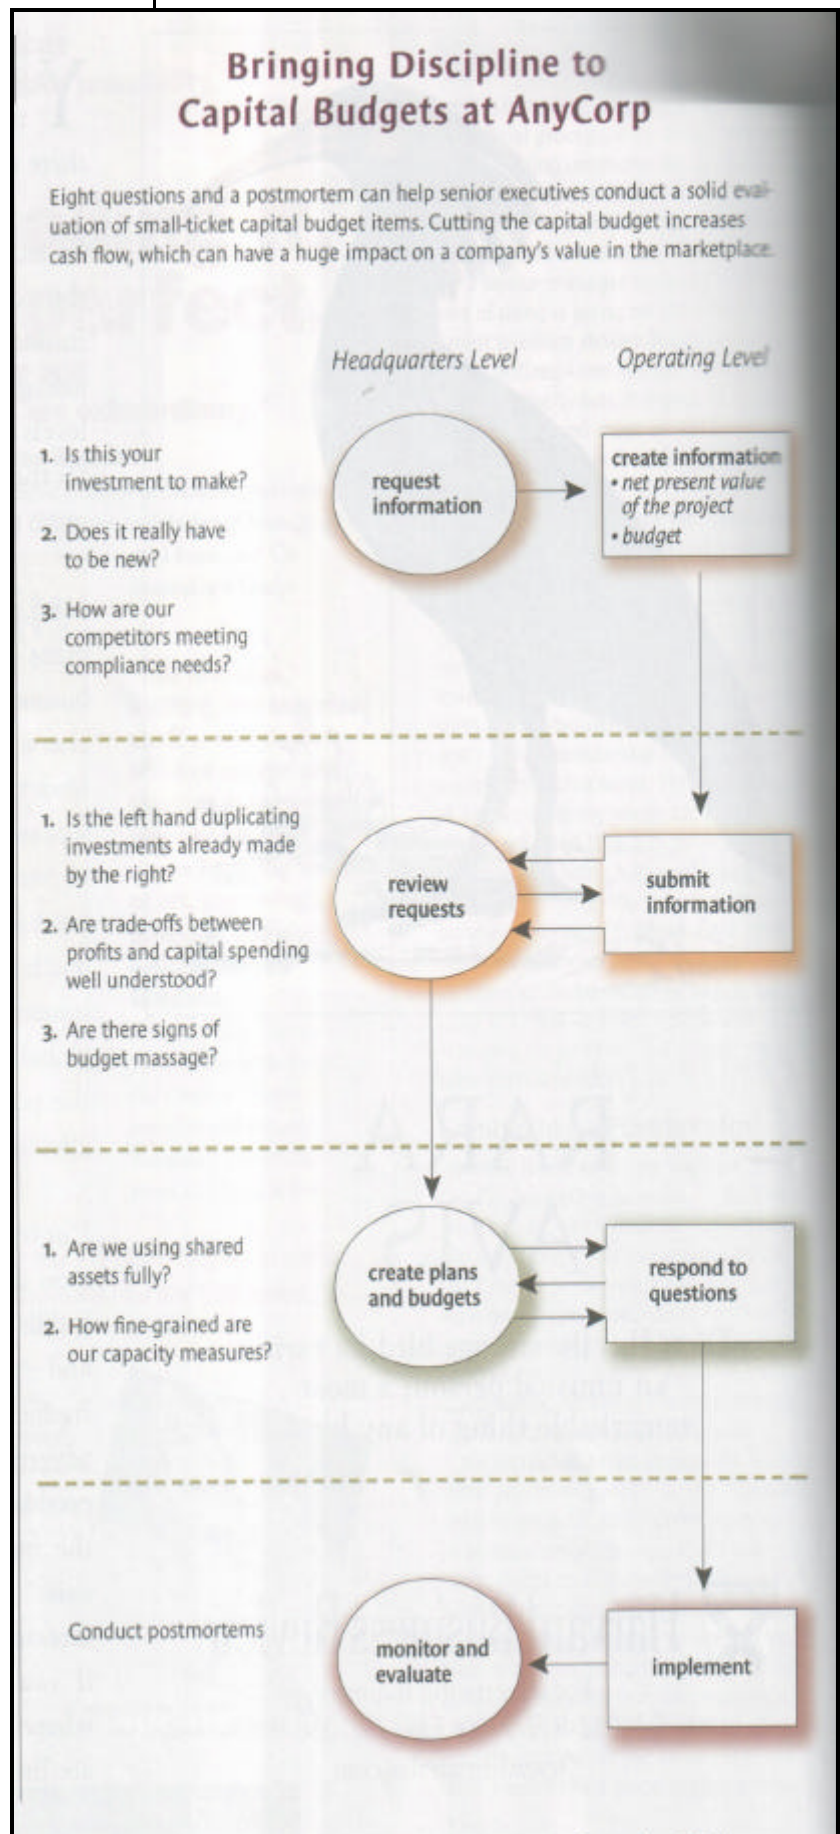 Bringing Discipline to
Capital Budgets at AnyCorp
Eight questions and a postmortem can help senior executives conduct a solid eval-
uation of small-ticket capital budget items. Cutting the capital budget increases
cash flow, which can have a huge impact on a company's value in the marketplace.
Headquarters Level
Operating Level
1. Is this your
investment to make?
2. Does it really have
to be new?
3. How are our
competitors meeting
compliance needs?
request
information
create information
• net present value
of the project
• budget
1. Is the left hand duplicating
investments already made
by the right?
2. Are trade-offs between
profits and capital spending
well understood?
3. Are there signs of
budget massage?
review
requests
submit
information
1. Are we using shared
assets fully?
2. How fine-grained are
our capacity measures?
create plans
and budgets
respond to
questions
Conduct postmortems
monitor and
evaluate
implement